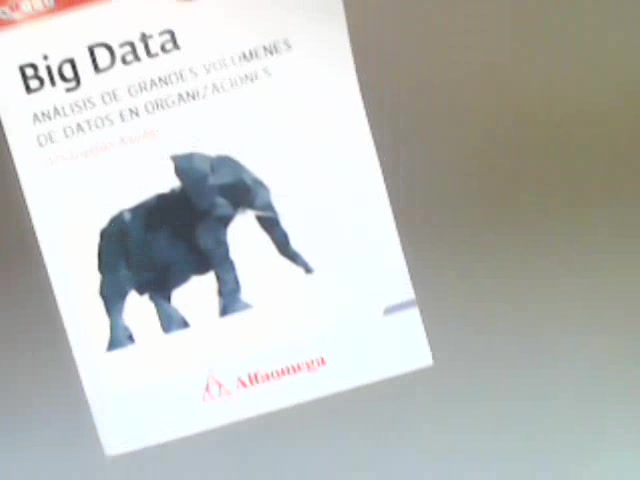 Big Data
ANÁLISIS DE GRANDES VOLÚMENES
DE DATOS EN ORGANIZACIONES
Alfaomega